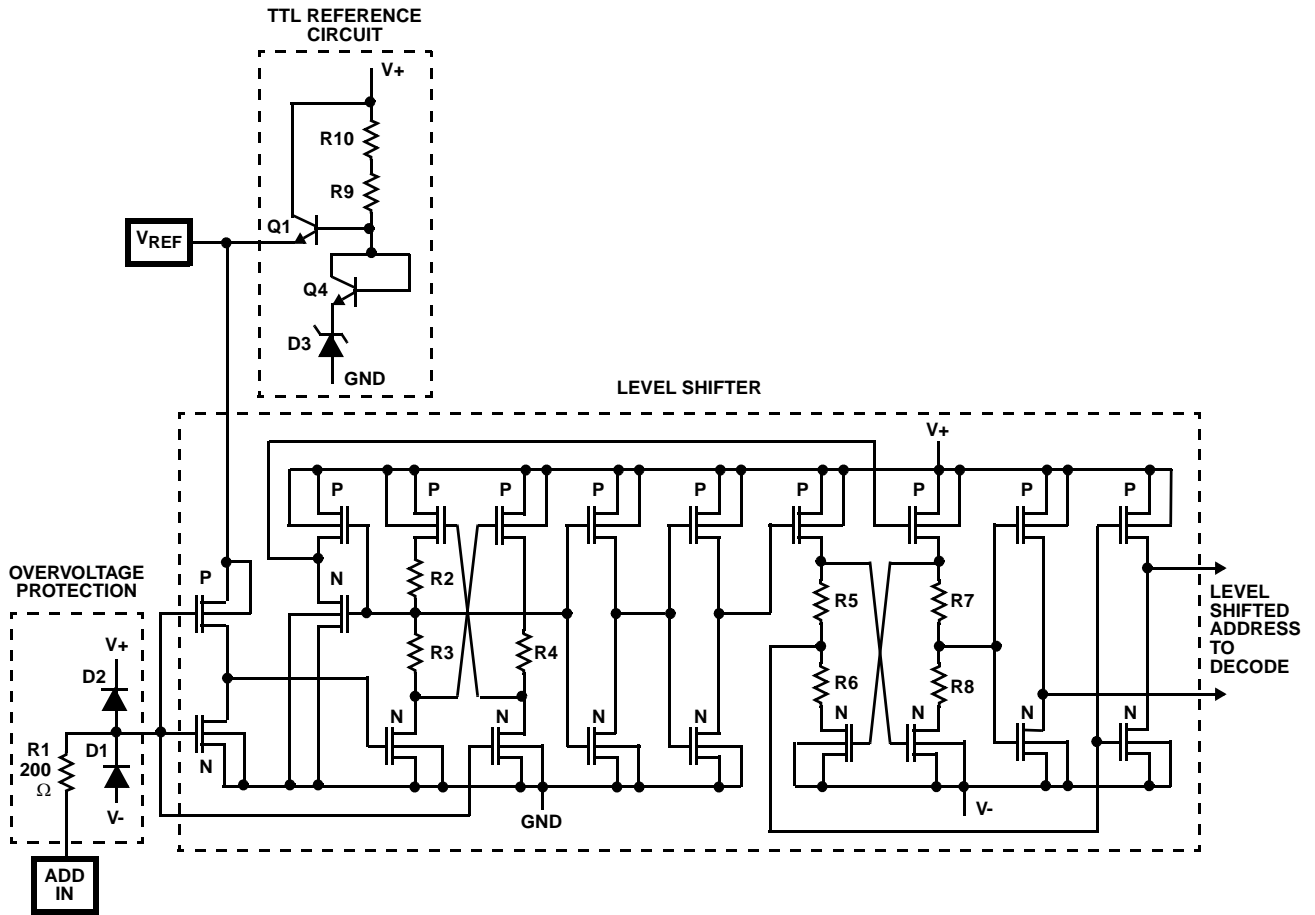 TTL REFERENCE
CIRCUIT
V+
R10
R9
Q1
VREF
Q4
D3
GND
LEVEL SHIFTER
V+
P
P
P
P
P
P
P
P
P
OVERVOLTAGE
PROTECTION
P
N
R2
R5
R7
LEVEL
SHIFTED
ADDRESS
TO
DECODE
V+
R3
R4
D2
R6
R8
N
N
N
N
N
N
N
N
R1
200
Ω
D1
N
V-
GND
V-
ADD
IN